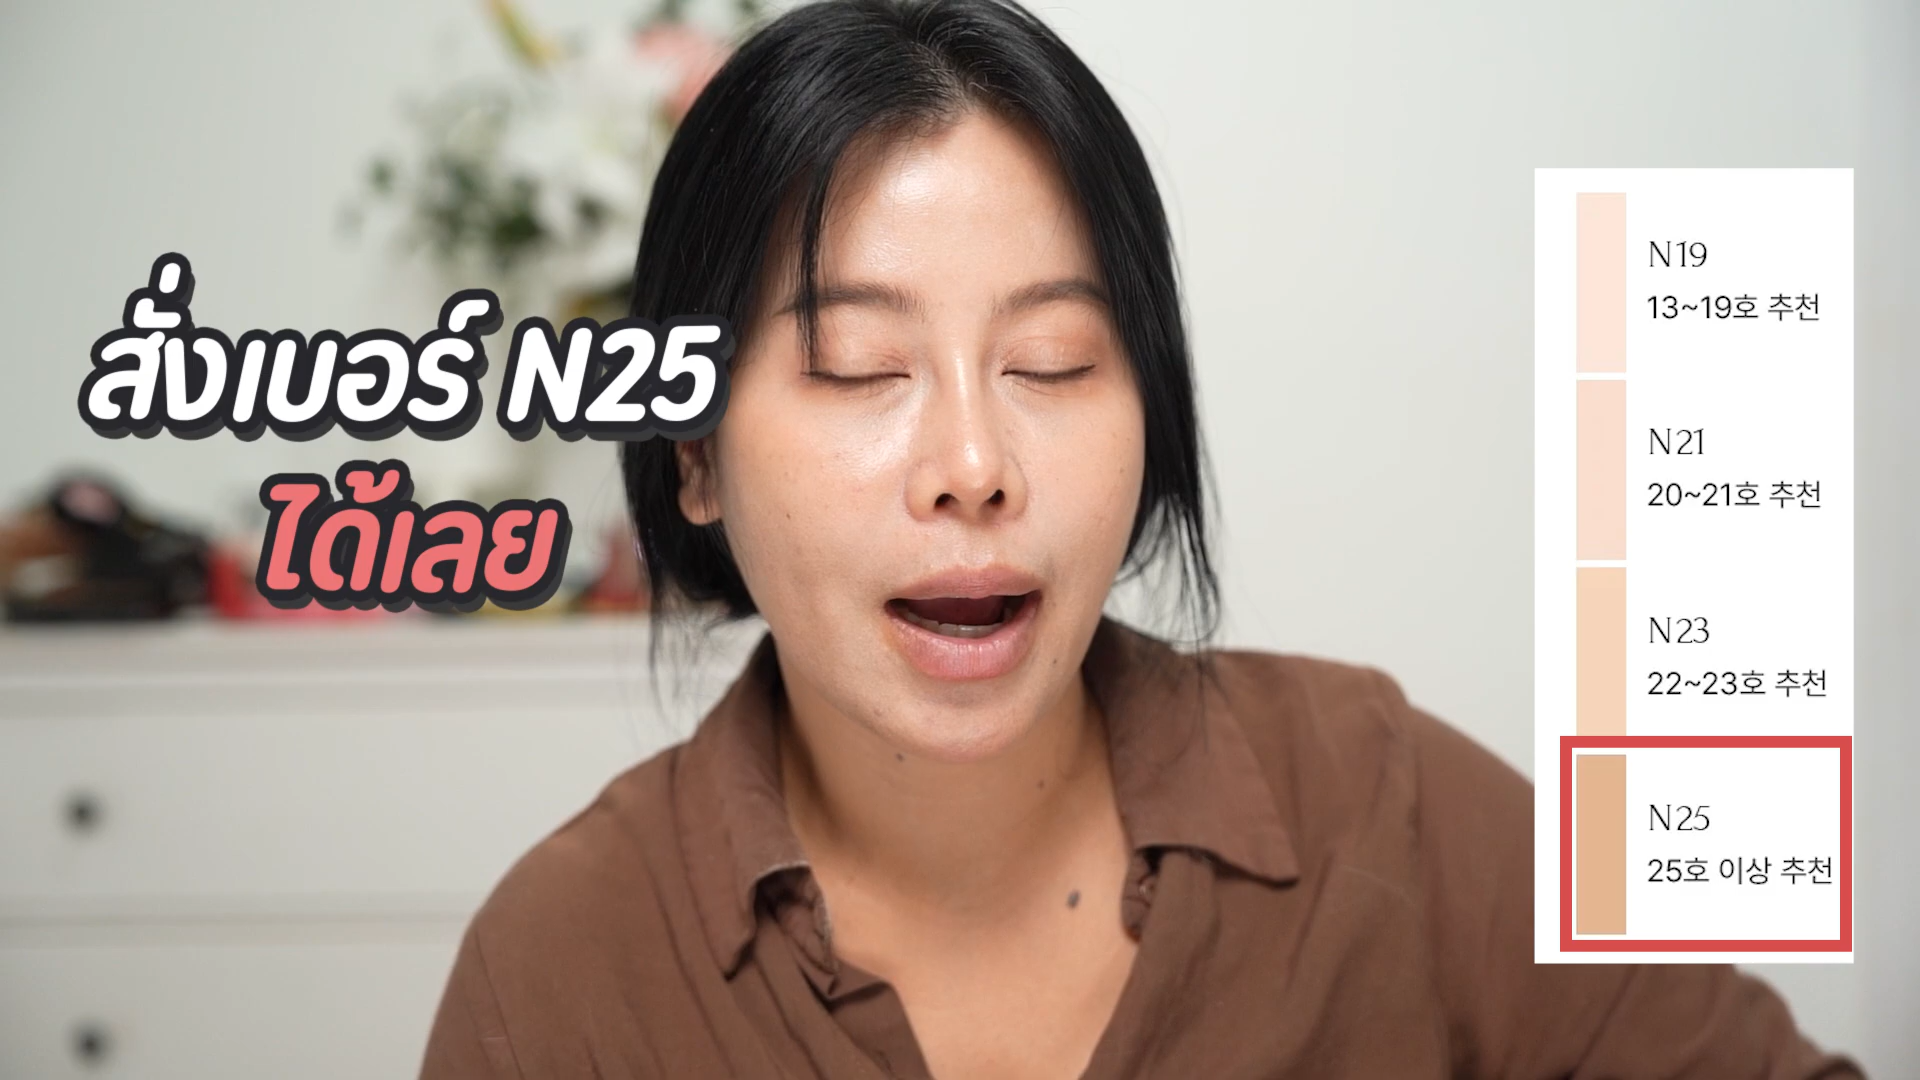 สั่งเบอร์ N25
ได้เลย
N19
13~19호 추천
N21
20~21호 추천
N23
22~23호 추천
N25
25호 이상 추천